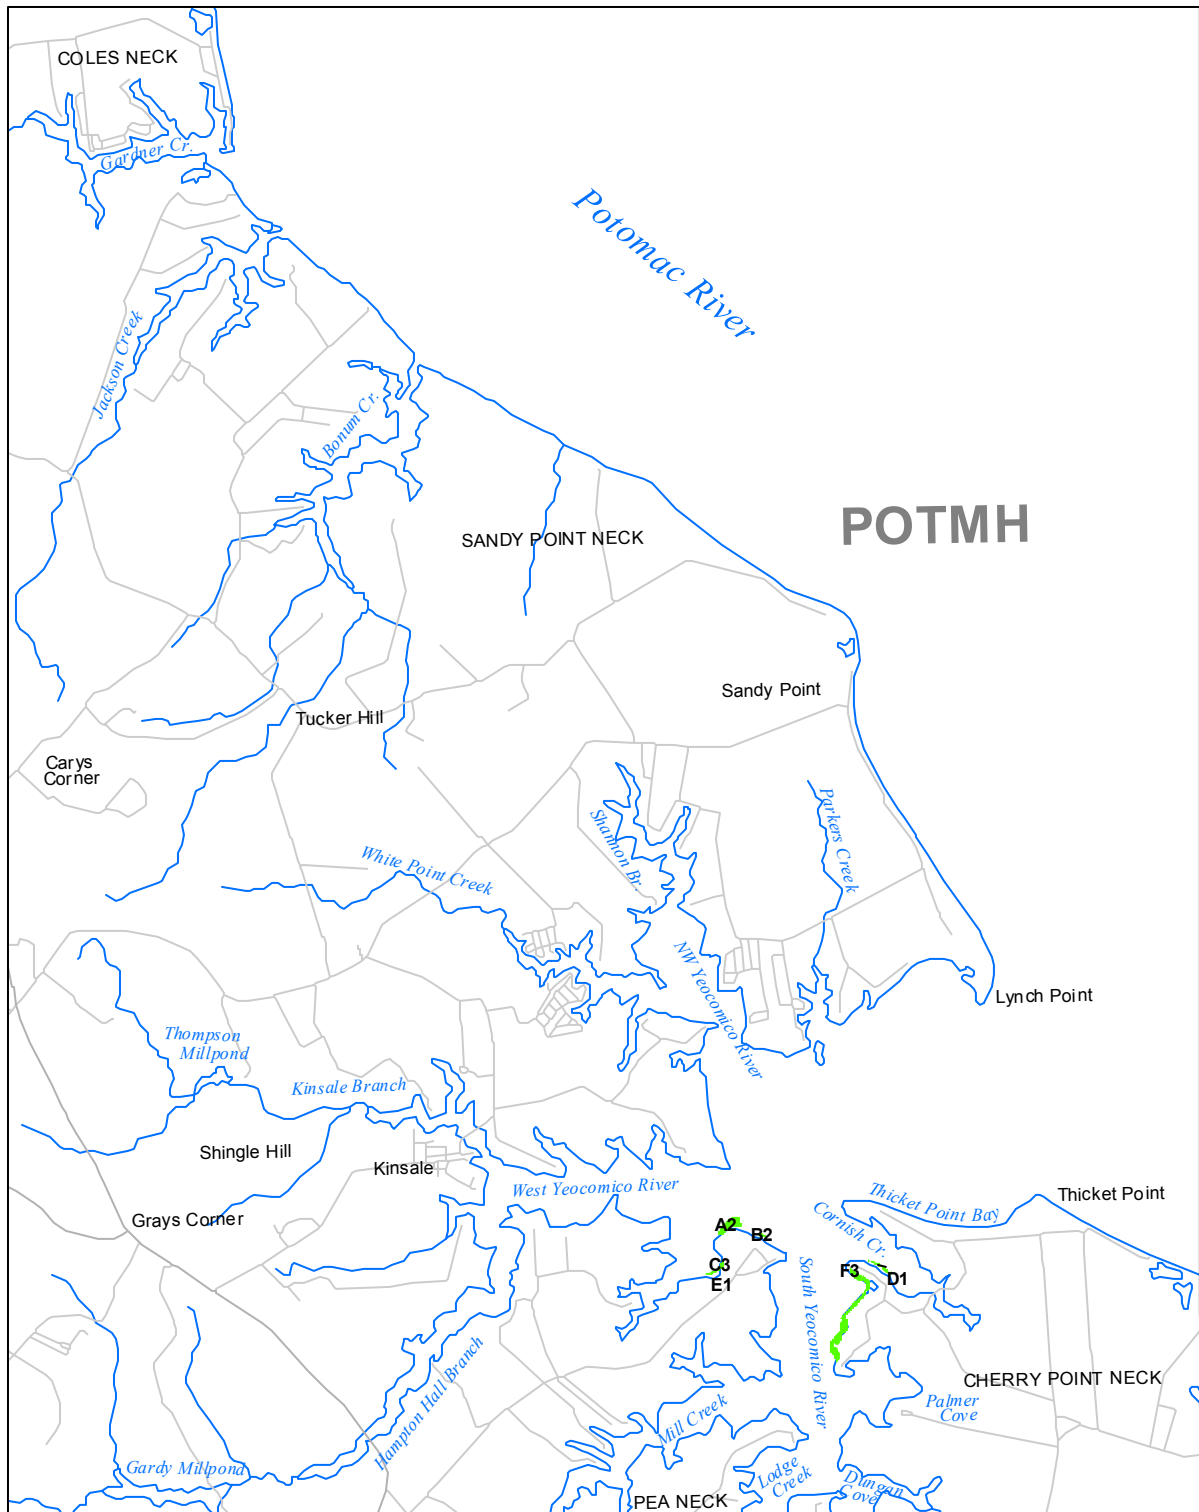 COLES NECK
Gardner Cr.
Potomac River
Jackson Creek
Bonum Cr.
POTMH
SANDY POINT NECK
Sandy Point
Tucker Hill
Carys
Corner
Parkers Creek
Shannon Br.
White Point Creek
NW Yeocomico River
Lynch Point
Thompson
Millpond
Kinsale Branch
Shingle Hill
Kinsale
West Yeocomico River
Thicket Point
Thicket Point Bay
Grays Corner
Cornish Cr.
A2
B2
C3
E1
F3
D1
South Yeocomico River
Hampton Hall Branch
CHERRY POINT NECK
Palmer
Cove
Mill Creek
Gardy Millpond
Lodge
Creek
Dungan
Cove
PEA NECK